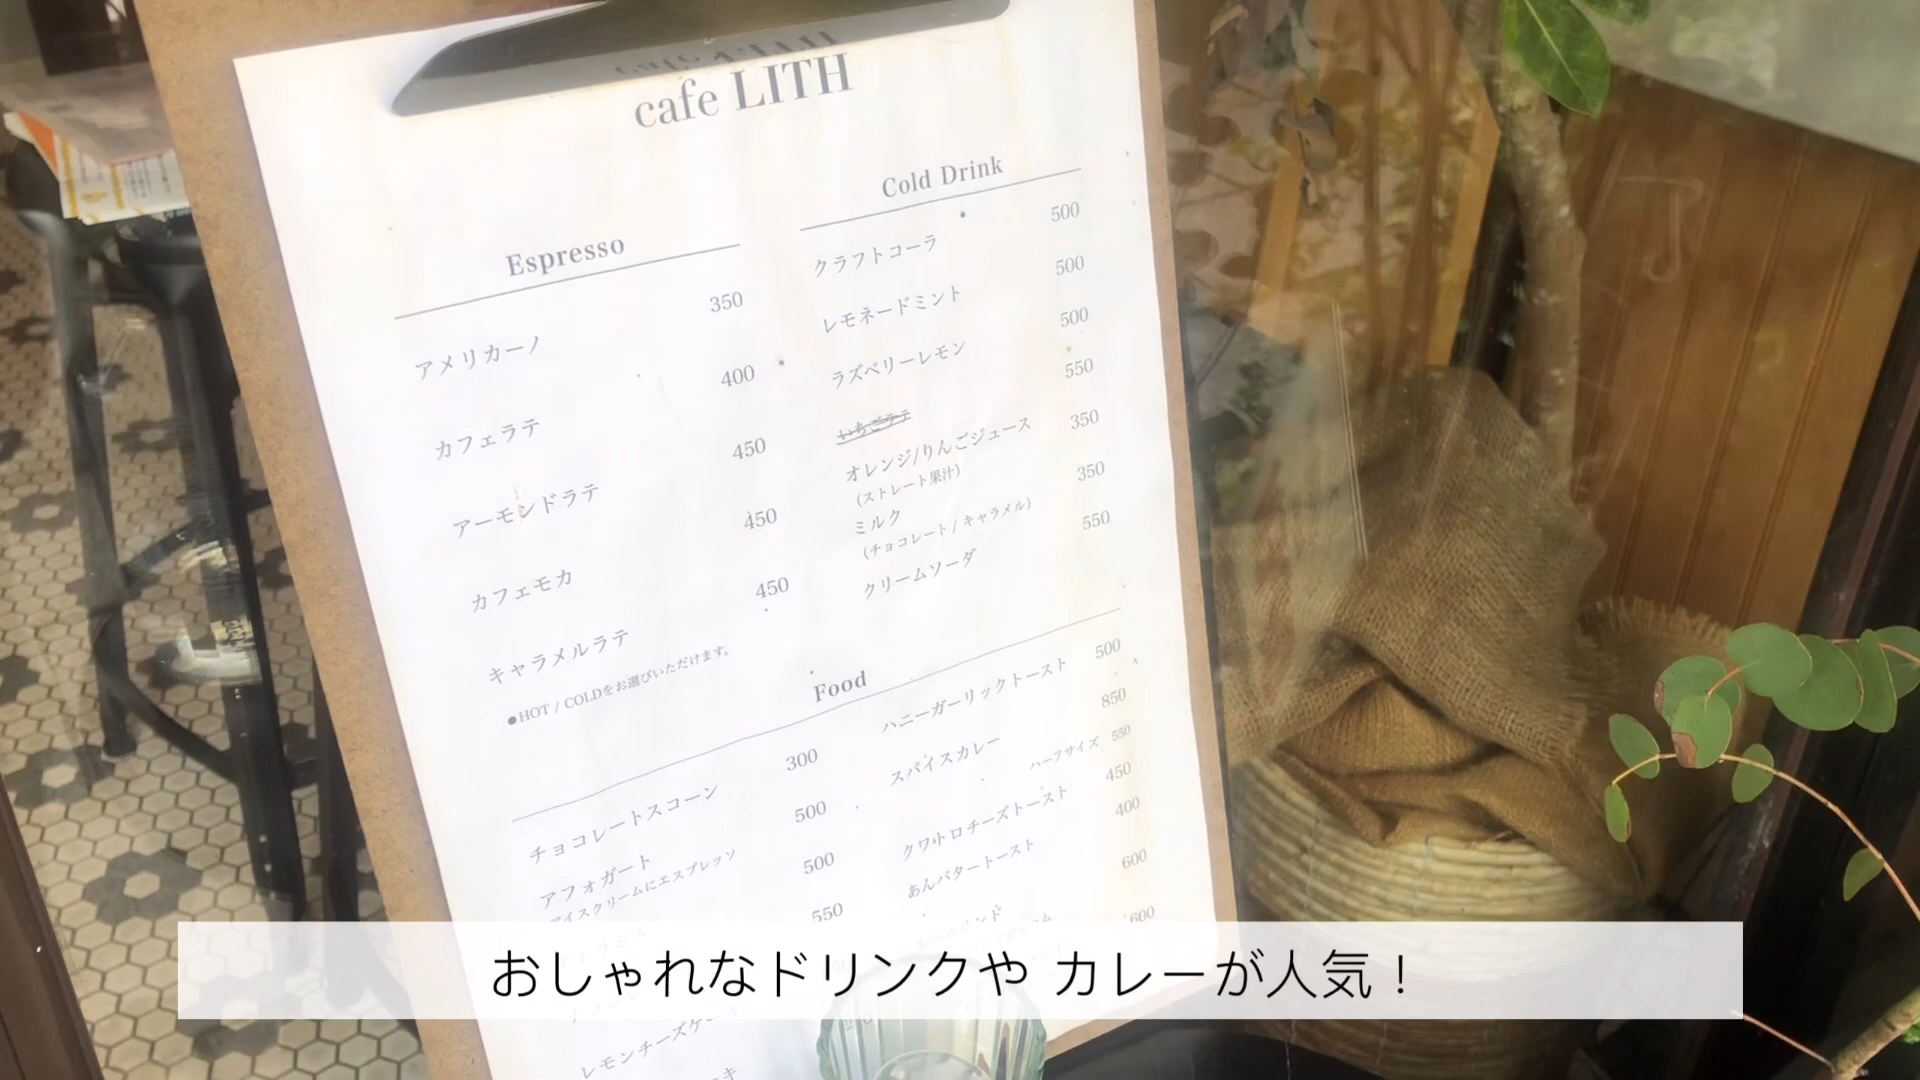 cafe LITH
Espresso
アメリカーノ 350
カフェラテ 400
アーモンドラテ 450
カフェモカ 450
キャラメルラテ 450
●HOT / COLDをお選びいただけます。
Cold Drink
クラフトコーラ 500
レモネードミント 500
ラズベリーレモン 500
いちごラテ 550
オレンジ/りんごジュース 350
(ストレート果汁)
ミルク 350
(チョコレート / キャラメル)
クリームソーダ 550
Food
チョコレートスコーン 300
アフォガート 500
アイスクリームにエスプレッソ
ティラミス 500
550
レモンチーズケー
キ
ハニーガーリックトースト 500
スパイスカレー 850
ハーフサイズ 550
クワトロチーズトースト 450
あんバタートースト 400
600
600
おしゃれなドリンクや カレーが人気！